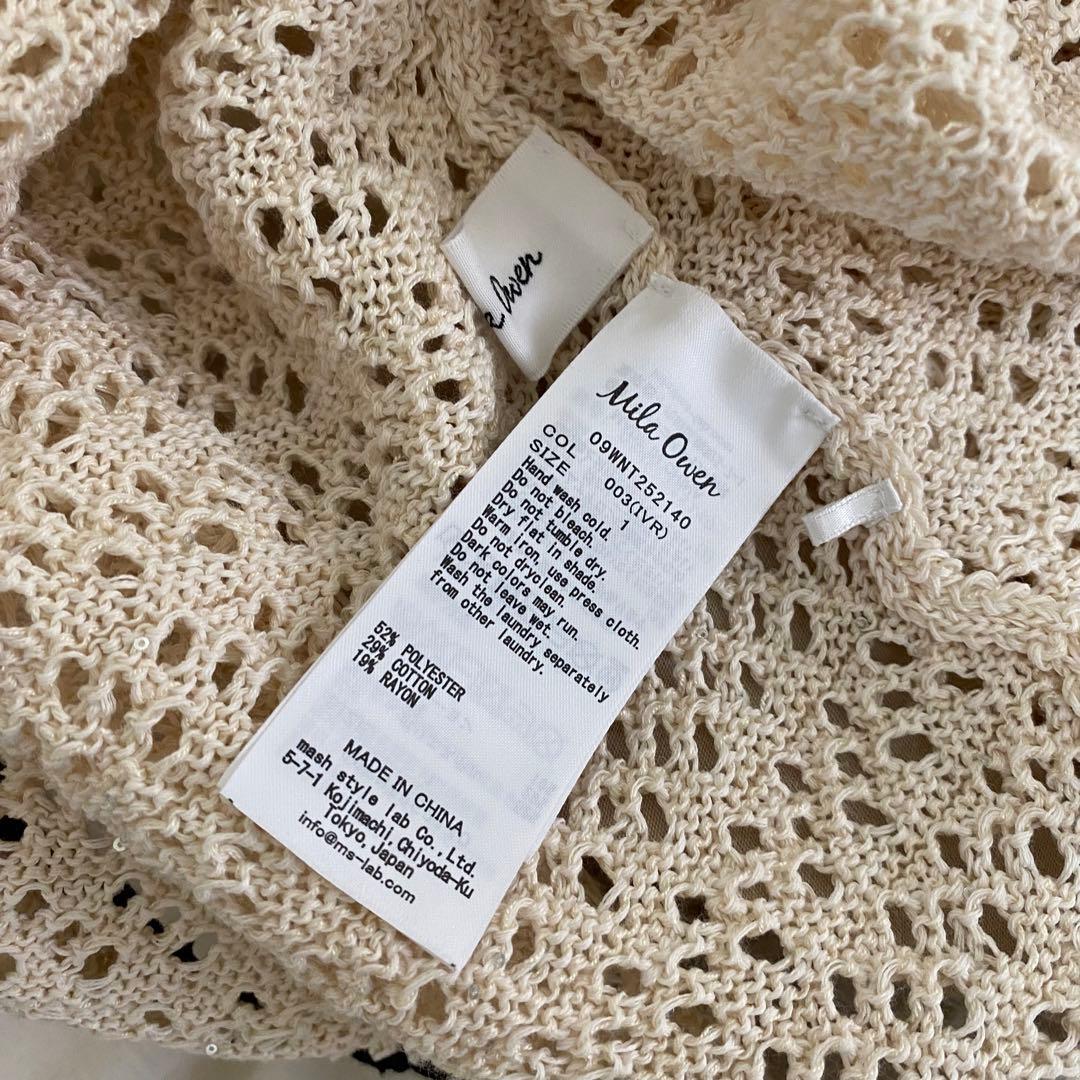 e Owen
Mila Owen
09WNT252140
COL 003(IVR)
SIZE 1
Hand wash cold.
Do not bleach.
Do not tumble dry.
Dry flat in shade.
Warm iron, use press cloth.
Do not dryclean.
Dark colors may run.
Do not leave wet.
Wash the laundry separately
from other laundry.
52% POLYESTER
29% COTTON
19% RAYON
MADE IN CHINA
mash style lab Co.,Ltd.
5-7-1 Kojimachi,Chiyoda-Ku
Tokyo,Japan
info@ms-lab.com